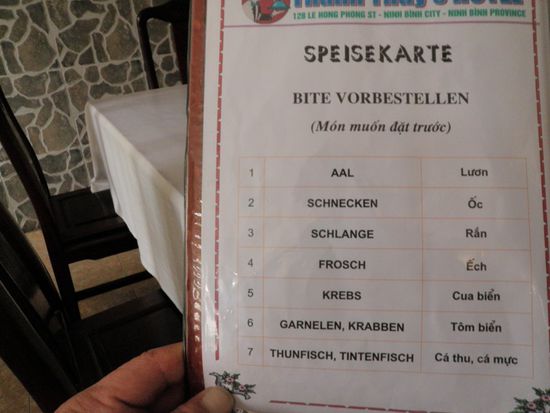 128 LE HONG PHONG ST - NINH BINH CITY - NINH BINH PROVINCE
SPEISEKARTE
BITE VORBESTELLEN
(Món muốn đặt trước)
1 AAL Lươn
2 SCHNECKEN Ốc
3 SCHLANGE Rắn
4 FROSCH Ếch
5 KREBS Cua biển
6 GARNELEN, KRABBEN Tôm biển
7 THUNFISCH, TINTENFISCH Cá thu, cá mực